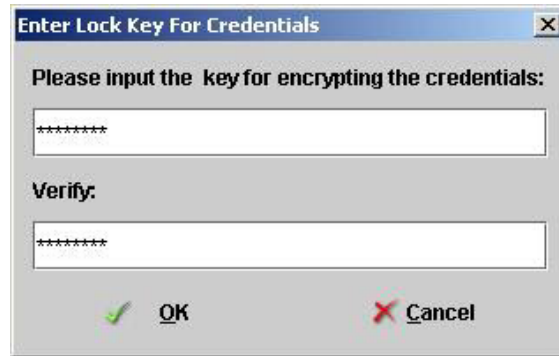 Enter Lock Key For Credentials
Please input the key for encrypting the credentials:
********
Verify:
********
OK
Cancel